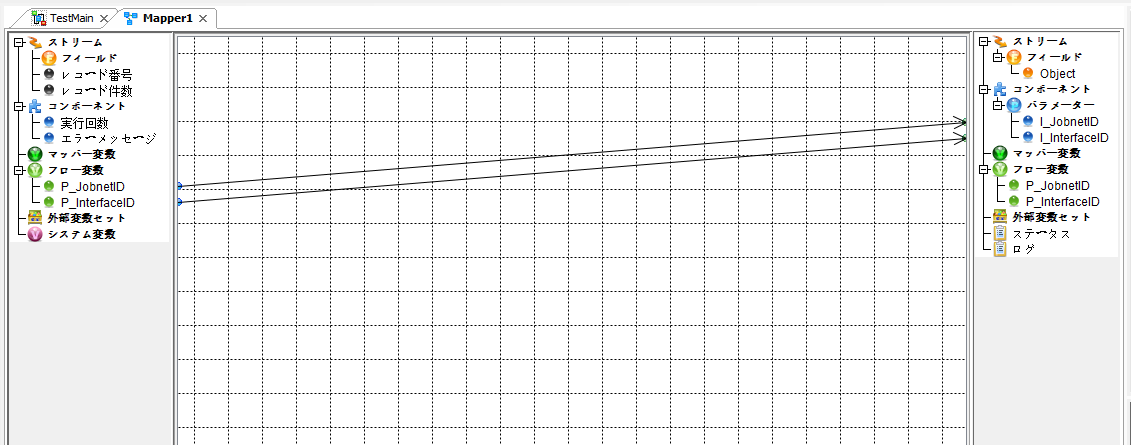 TestMain
Mapper1
ストリーム
フィールド
レコード番号
レコード件数
コンポーネント
実行回数
エラーメッセージ
マッパー変数
フロー変数
P_JobnetID
P_InterfaceID
外部変数セット
システム変数
ストリーム
フィールド
Object
コンポーネント
パラメーター
I_JobnetID
I_InterfaceID
マッパー変数
フロー変数
P_JobnetID
P_InterfaceID
外部変数セット
ステータス
ログ